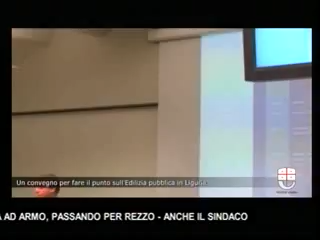 Un convegno per fare il punto sull'Edilizia pubblica in Liguria
A AD ARMO, PASSANDO PER REZZO - ANCHE IL SINDACO